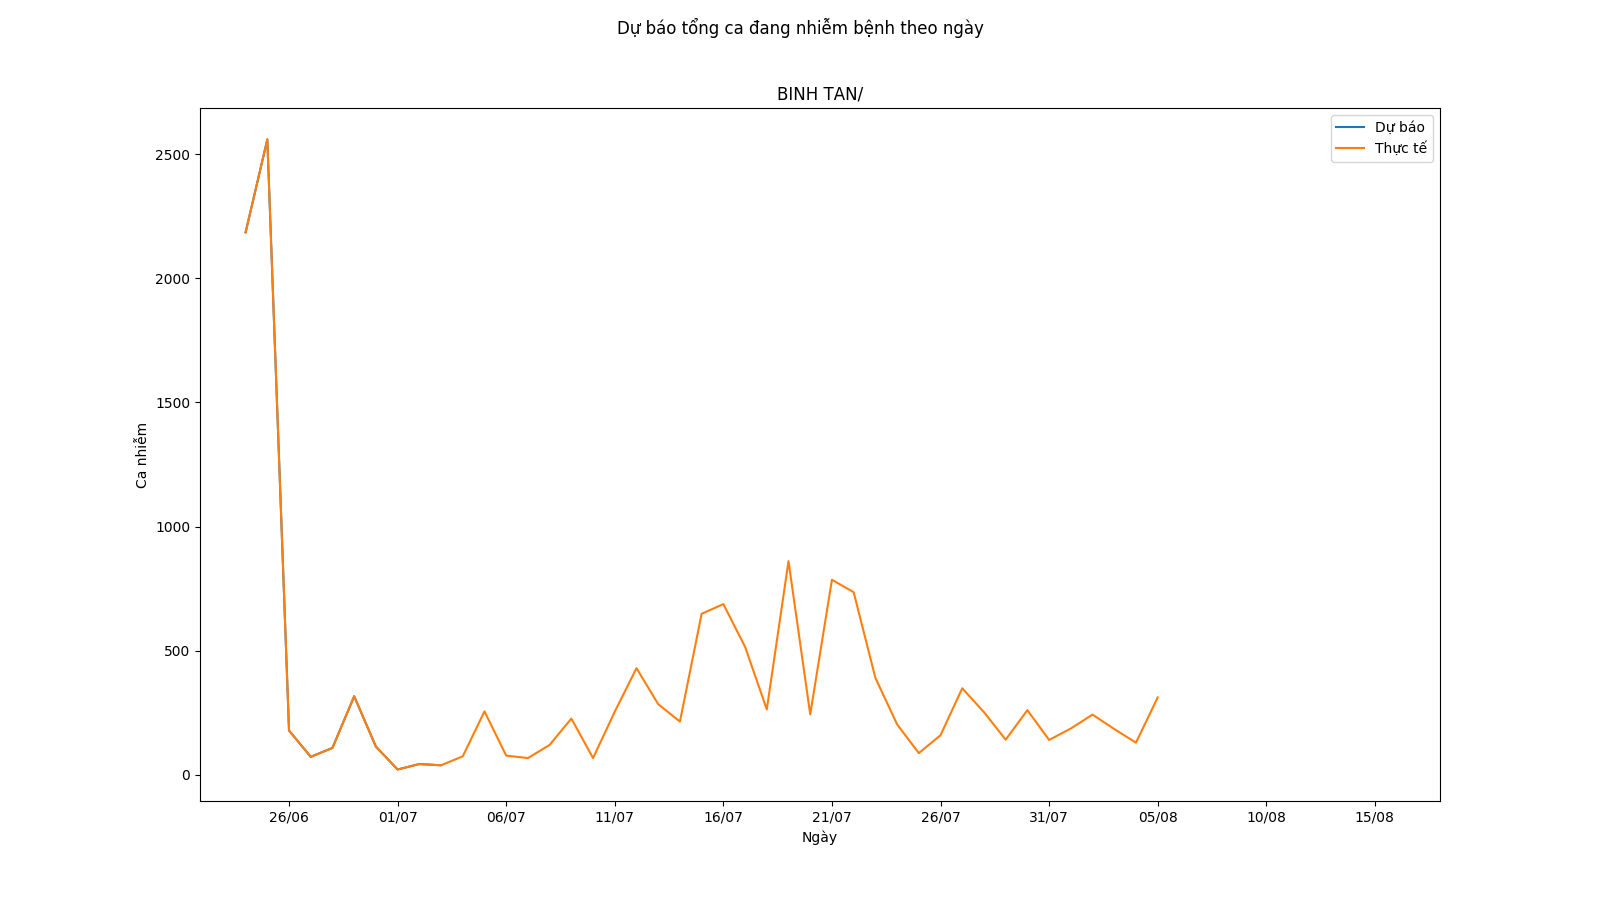 Dự báo tổng ca đang nhiễm bệnh theo ngày
BINH TAN/
Dự báo
Thực tế
2500
2000
1500
1000
500
0
Ca nhiễm
26/06 01/07 06/07 11/07 16/07 21/07 26/07 31/07 05/08 10/08 15/08
Ngày